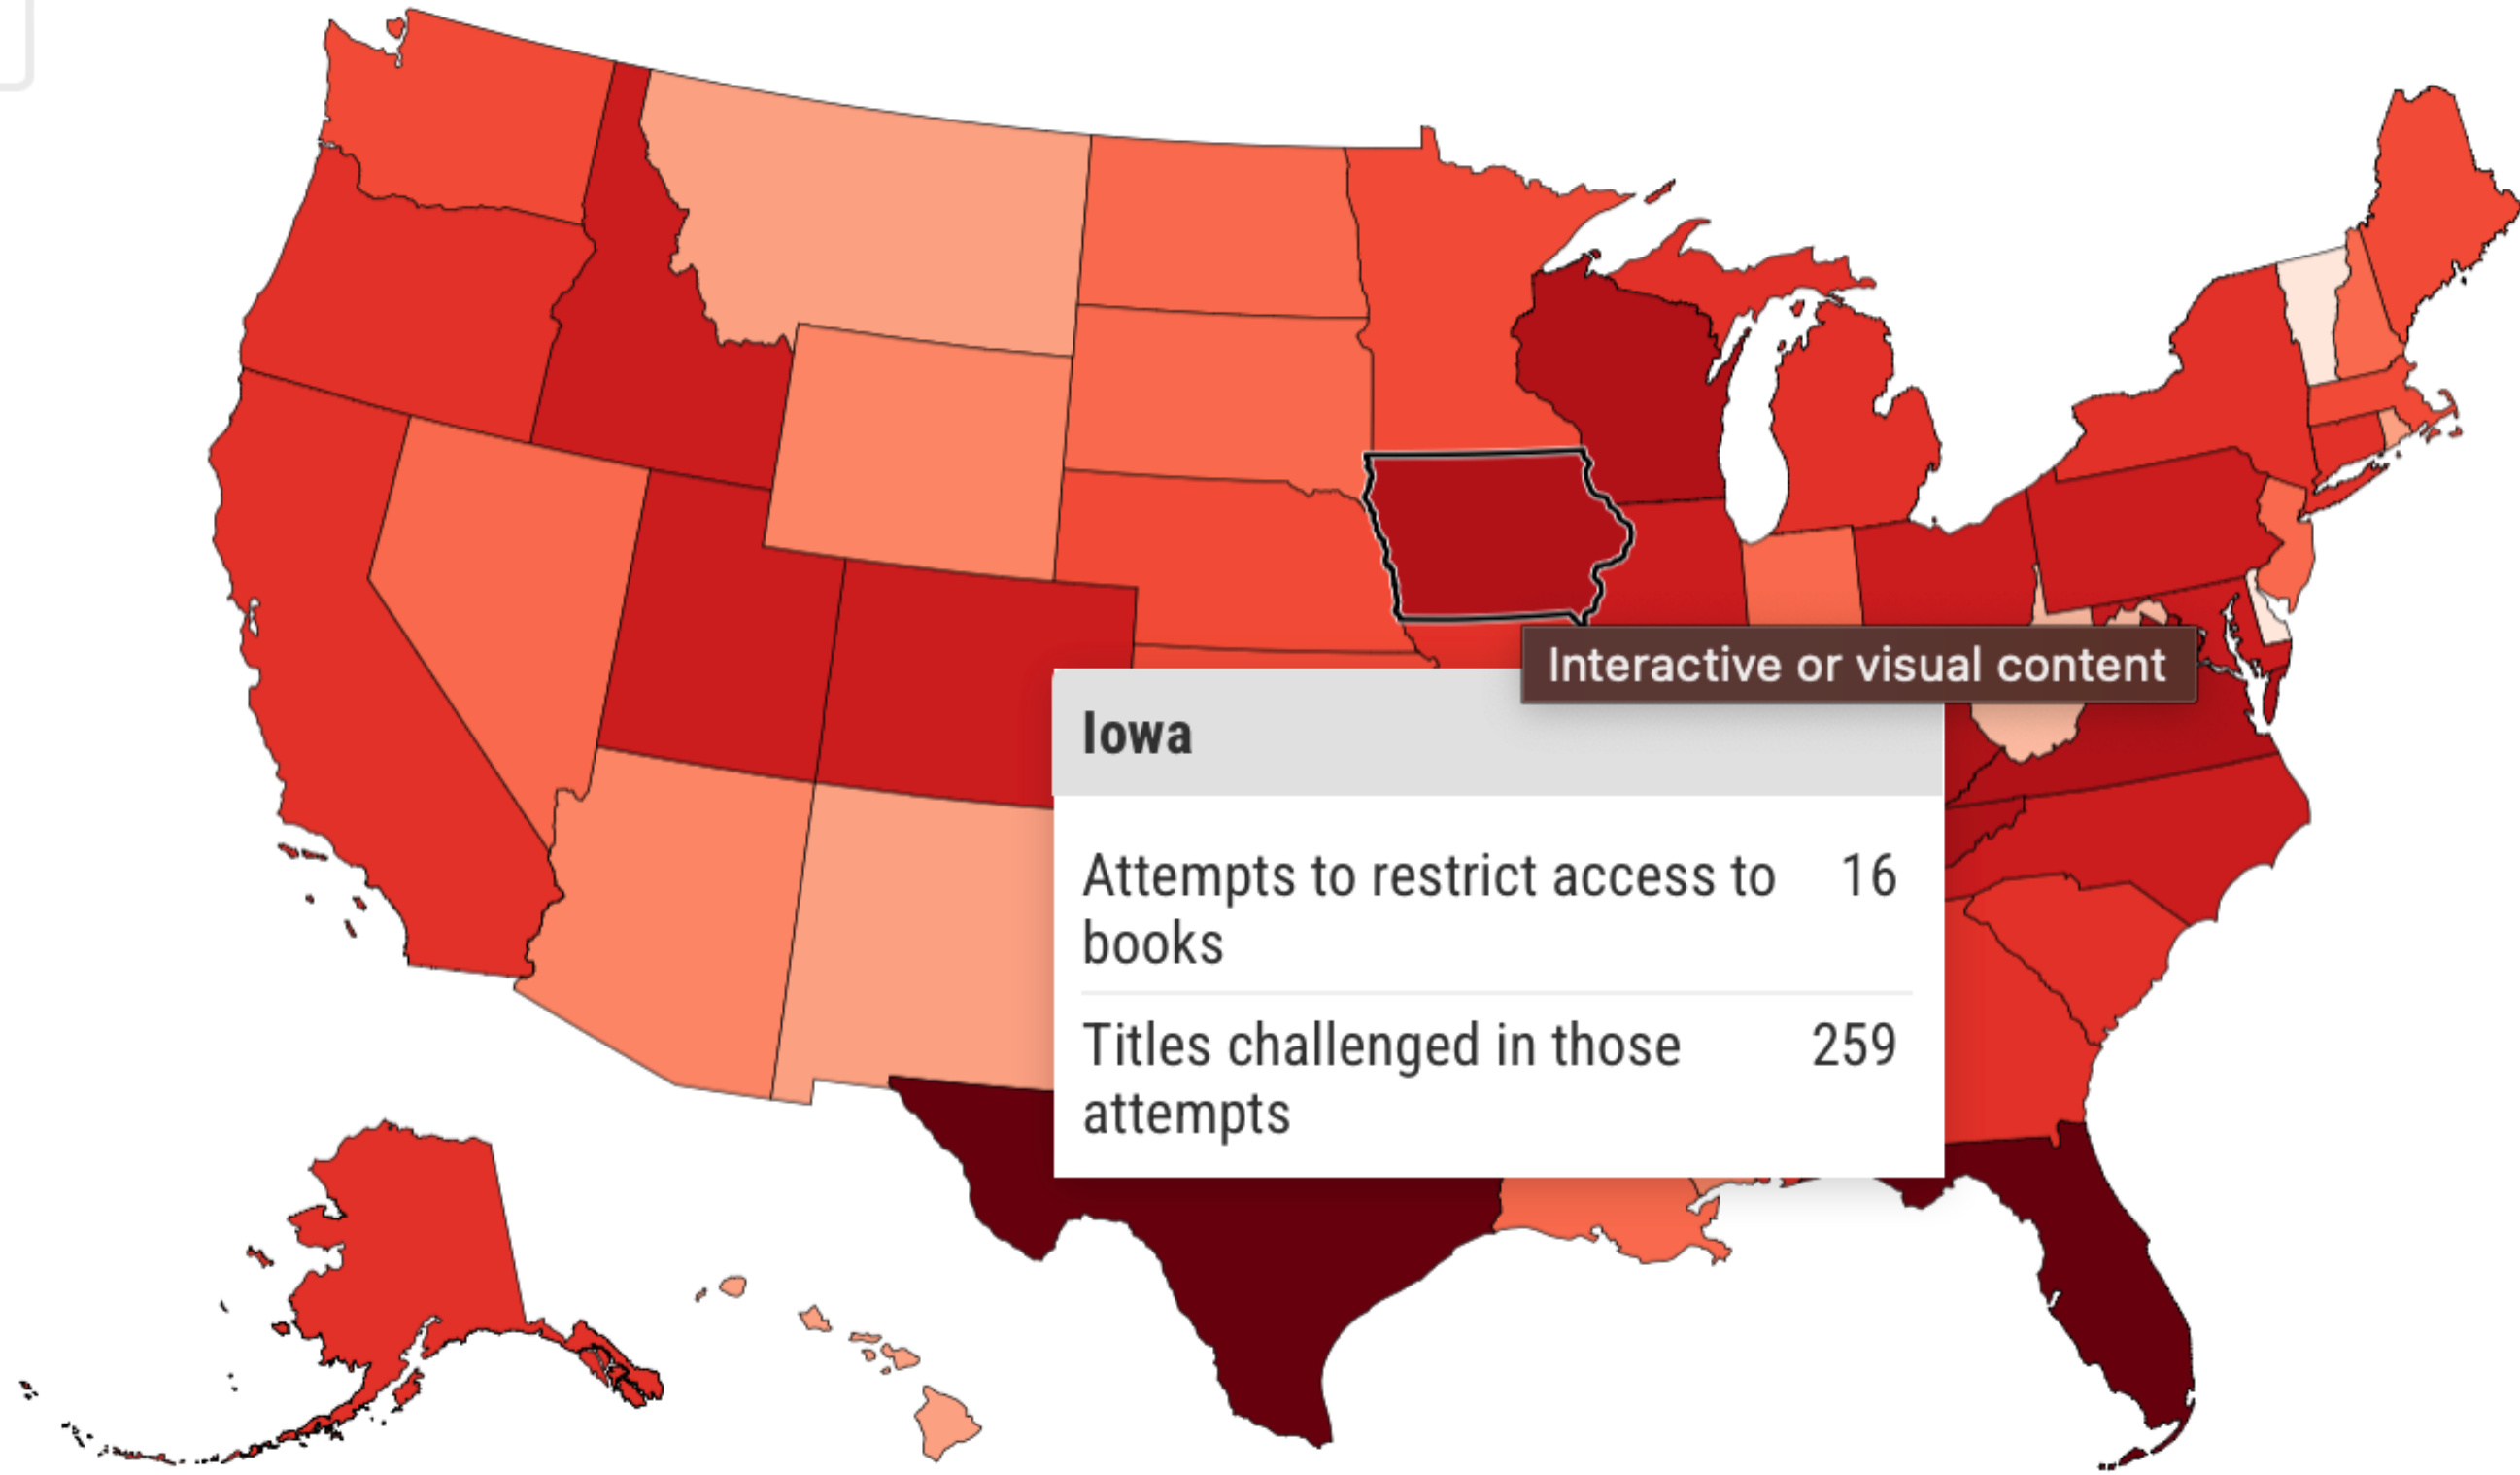 Interactive or visual content
Iowa
Attempts to restrict access to 16
books
Titles challenged in those 259
attempts